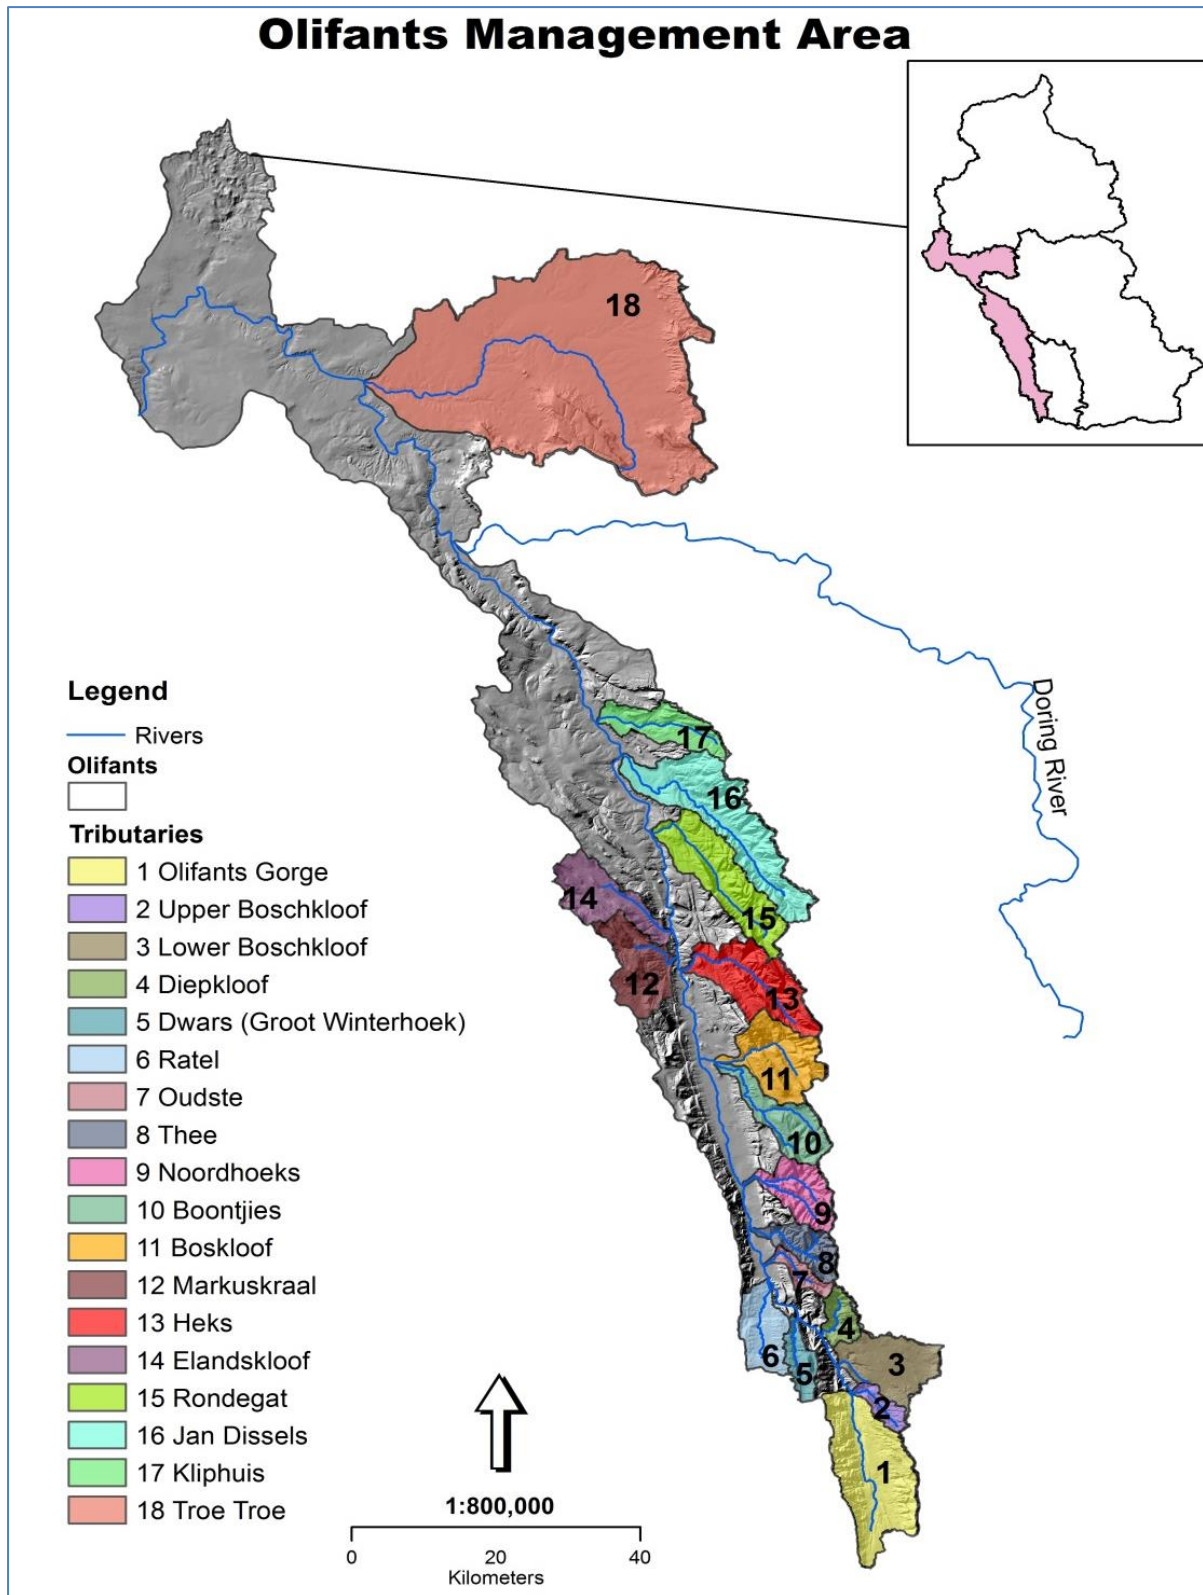 Olifants Management Area
18
Doring River
17
16
15
14
12
13
11
10
9
8
7
4
6
5
3
2
1
Legend
Rivers
Olifants
Tributaries
1 Olifants Gorge
2 Upper Boschkloof
3 Lower Boschkloof
4 Diepkloof
5 Dwars (Groot Winterhoek)
6 Ratel
7 Oudste
8 Thee
9 Noordhoeks
10 Boontjies
11 Boskloof
12 Markuskraal
13 Heks
14 Elandskloof
15 Rondegat
16 Jan Dissels
17 Kliphuis
18 Troe Troe
1:800,000
0 20 40
Kilometers